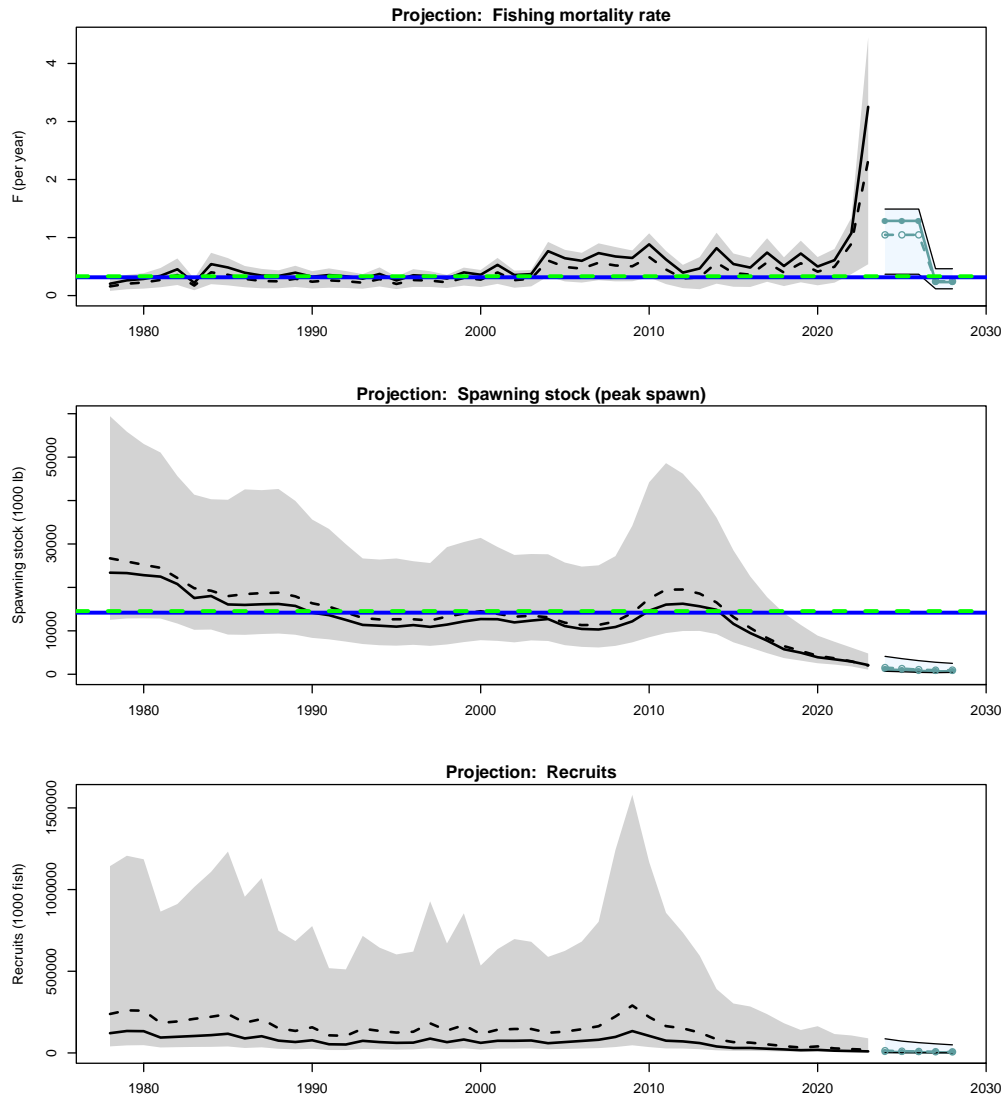 Projection: Fishing mortality rate
F (per year)
4
3
2
1
0
1980 1990 2000 2010 2020 2030
Projection: Spawning stock (peak spawn)
Spawning stock (1000 lb)
50000
30000
10000
0
1980 1990 2000 2010 2020 2030
Projection: Recruits
Recruits (1000 fish)
1500000
1000000
500000
0
1980 1990 2000 2010 2020 2030